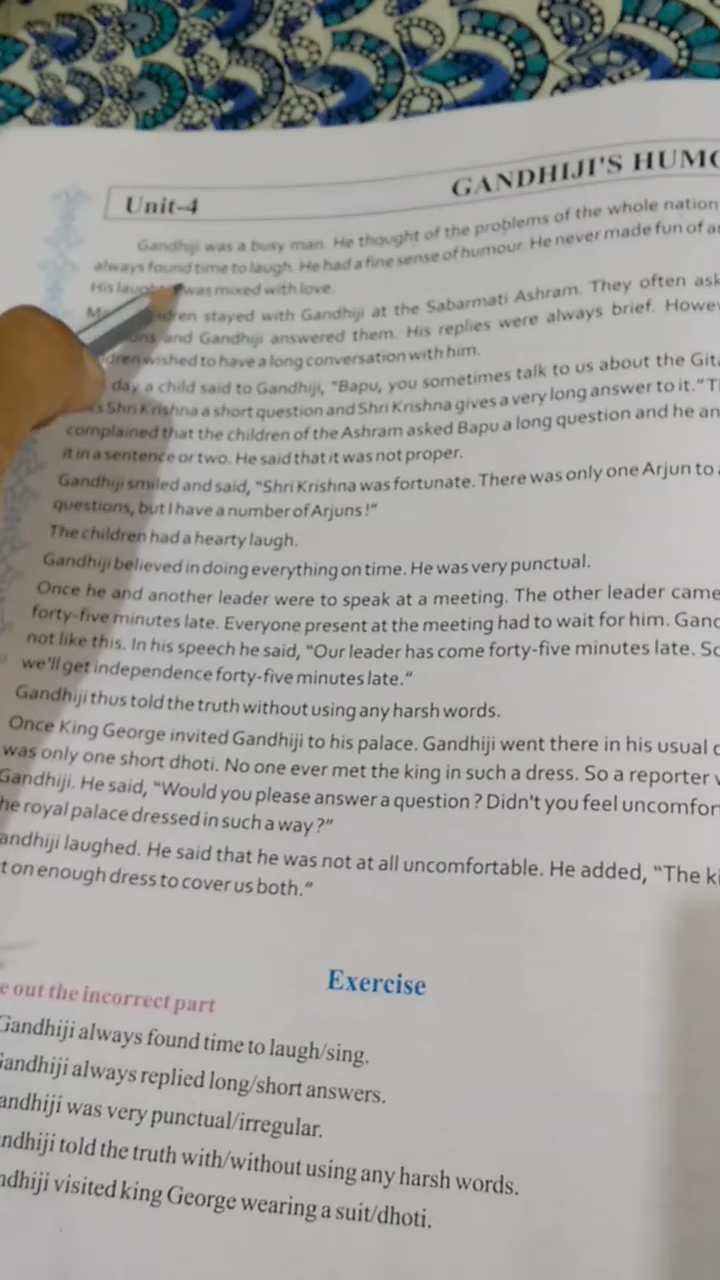 Unit-4
GANDHIJI'S HUMO
Gandhiji was a busy man. He thought of the problems of the whole nation
always found time to laugh. He had a fine sense of humour. He never made fun of a
His was mixed with love.
stayed with Gandhiji at the Sabarmati Ashram. They often ask
and Gandhiji answered them. His replies were always brief. Howe
dren wished to have a long conversation with him.
day a child said to Gandhiji, "Bapu, you sometimes talk to us about the Gita
s Shri Krishna a short question and Shri Krishna gives a very long answer to it." T
complained that the children of the Ashram asked Bapu a long question and he an
it in a sentence or two. He said that it was not proper.
Gandhiji smiled and said, "Shri Krishna was fortunate. There was only one Arjun to
questions, but I have a number of Arjuns!"
The children had a hearty laugh.
Gandhiji believed in doing everything on time. He was very punctual.
Once he and another leader were to speak at a meeting. The other leader came
forty-five minutes late. Everyone present at the meeting had to wait for him. Gand
not like this. In his speech he said, "Our leader has come forty-five minutes late. So
we'll get independence forty-five minutes late."
Gandhiji thus told the truth without using any harsh words.
Once King George invited Gandhiji to his palace. Gandhiji went there in his usual
was only one short dhoti. No one ever met the king in such a dress. So a reporter
Gandhiji. He said, "Would you please answer a question ? Didn't you feel uncomfor
he royal palace dressed in such a way ?"
andhiji laughed. He said that he was not at all uncomfortable. He added, "The ki
t on enough dress to cover us both."
Exercise
e out the incorrect part
Gandhiji always found time to laugh/sing.
Gandhiji always replied long/short answers.
andhiji was very punctual/irregular.
ndhiji told the truth with/without using any harsh words.
ndhiji visited king George wearing a suit/dhoti.